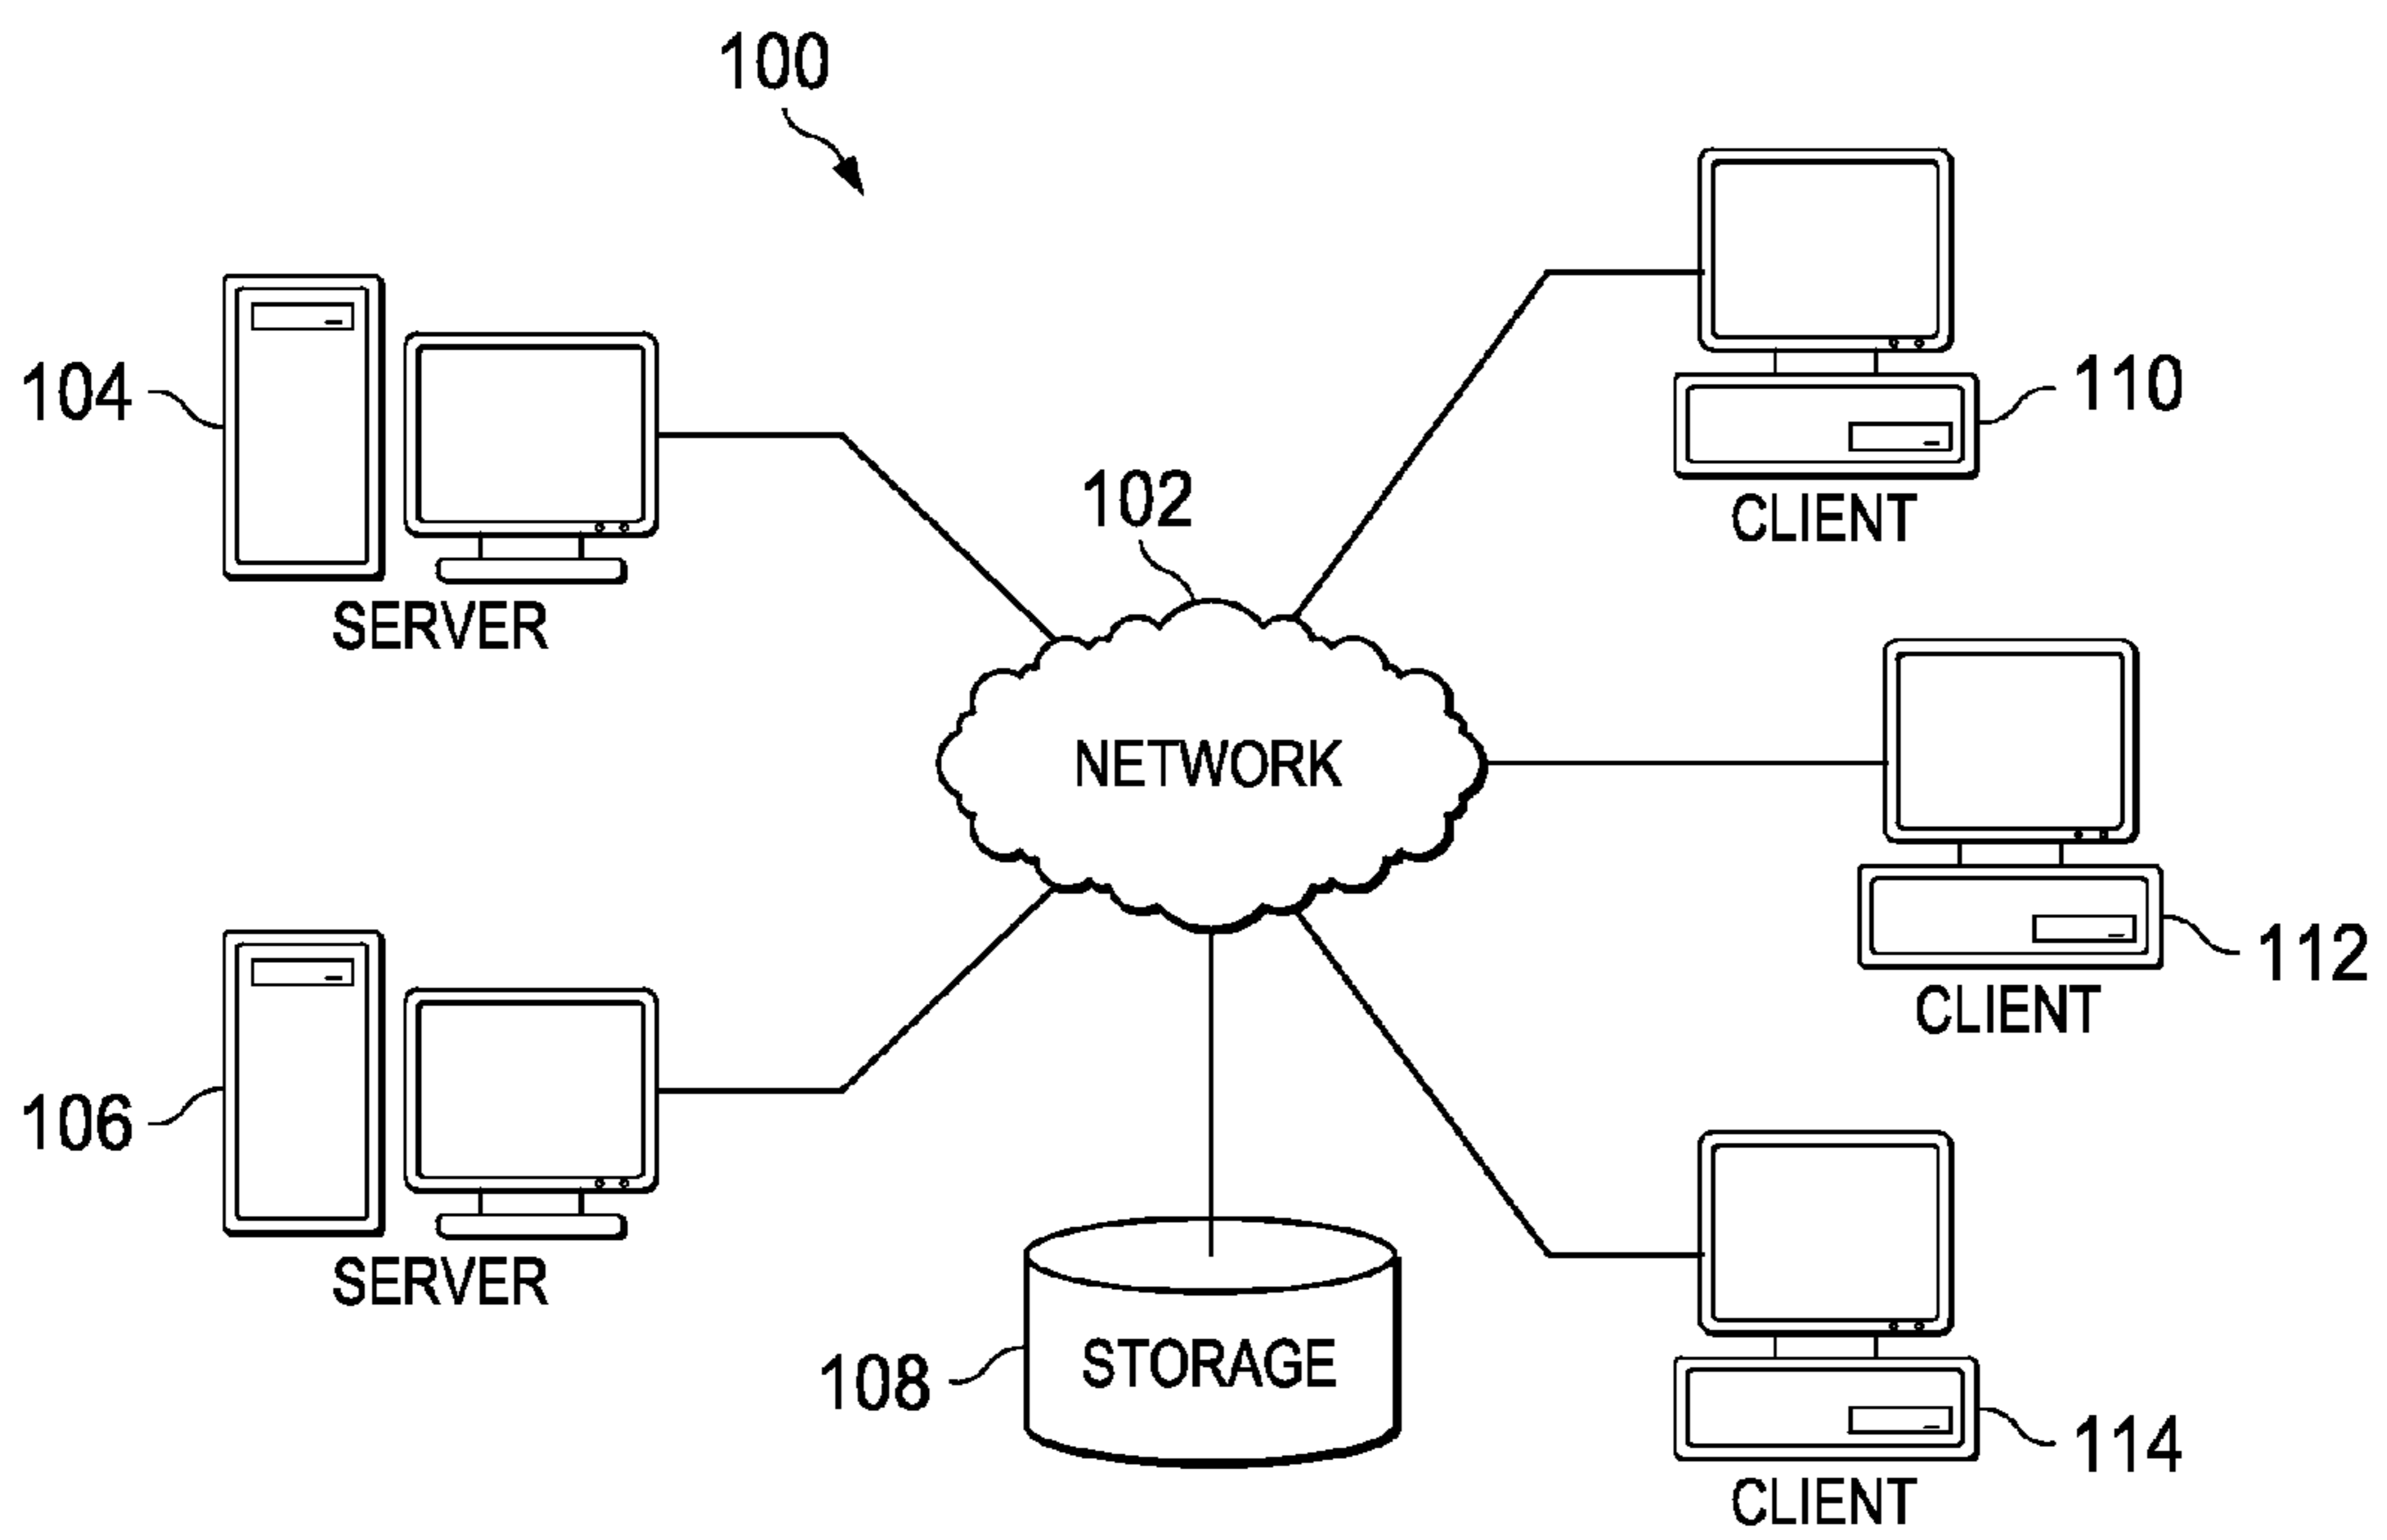 100
104
SERVER
110
CLIENT
102
NETWORK
112
CLIENT
106
SERVER
108
STORAGE
114
CLIENT